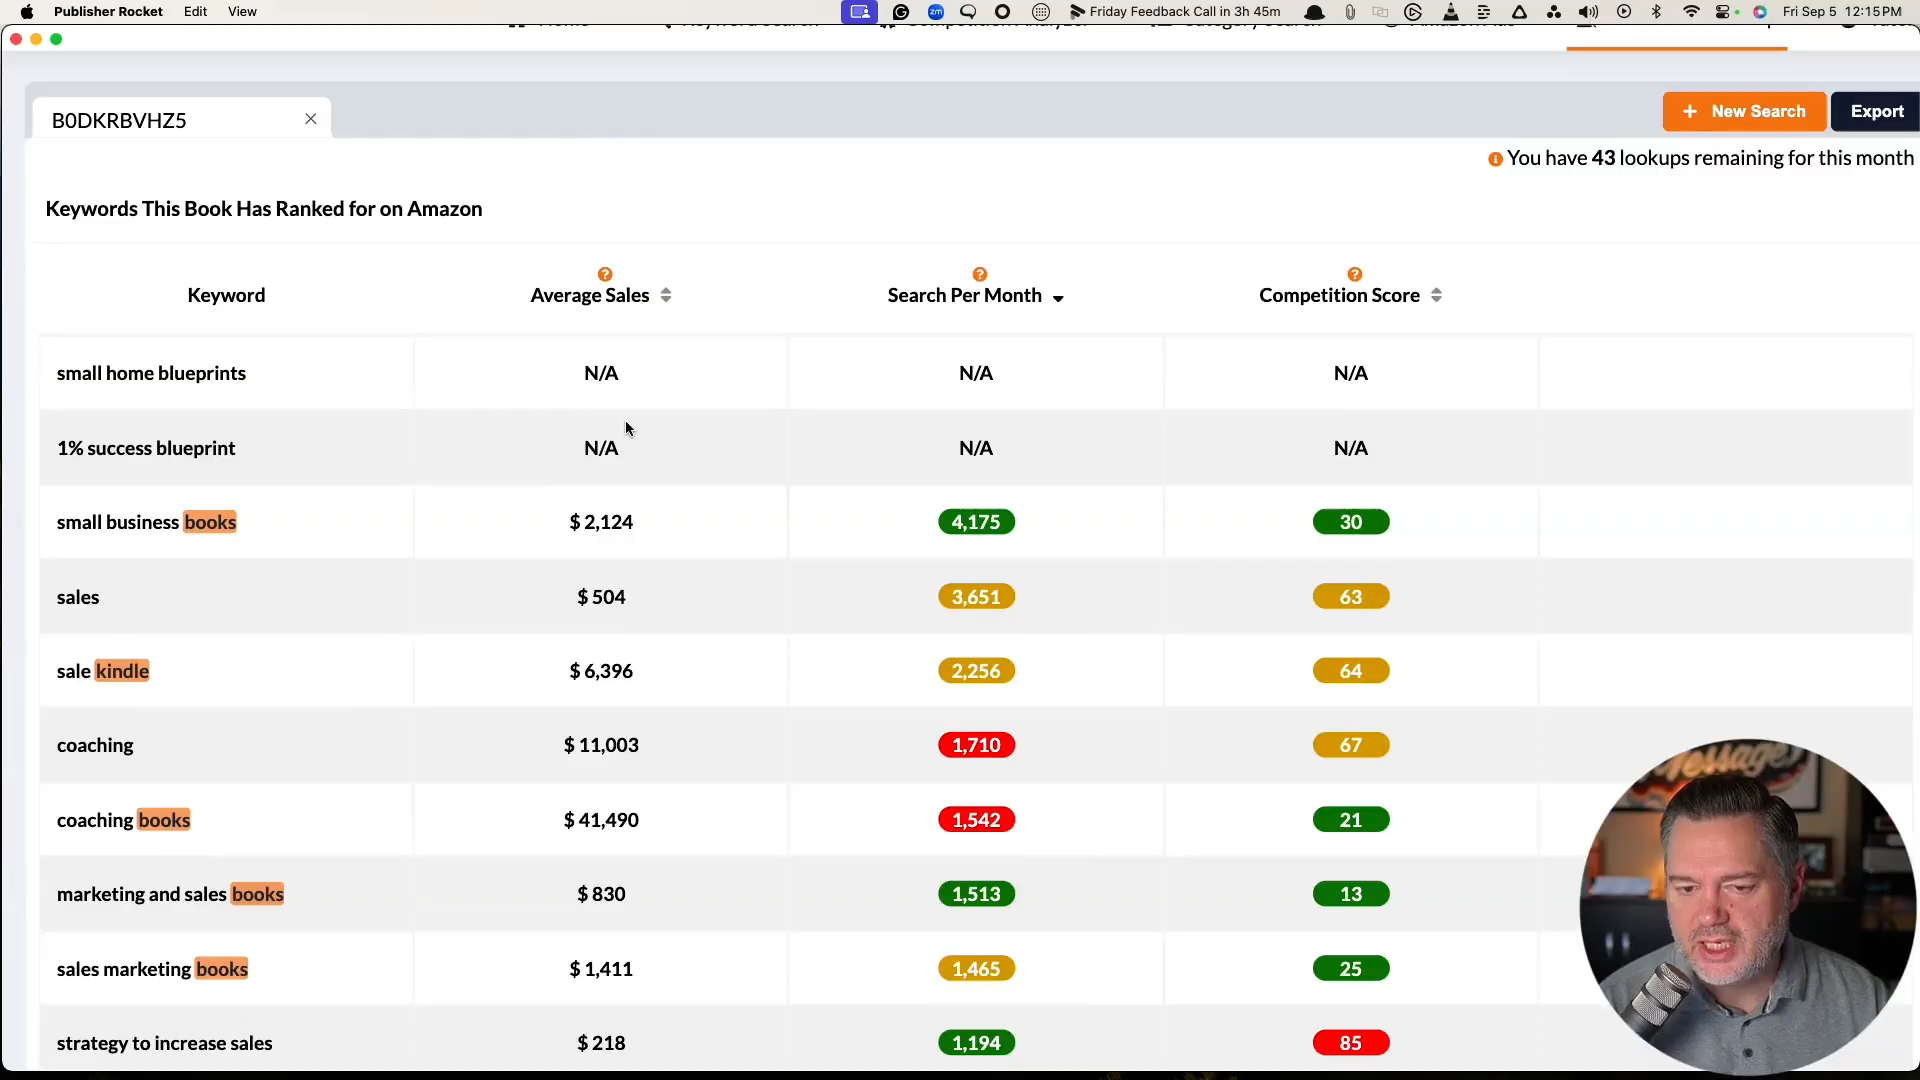 Publisher Rocket Edit View
Friday Feedback Call in 3h 45m Fri Sep 5 12:15 PM
B0DKRBVHZ5
+ New Search Export
You have 43 lookups remaining for this month
Keywords This Book Has Ranked for on Amazon
Keyword Average Sales Search Per Month Competition Score
small home blueprints N/A N/A N/A
1% success blueprint N/A N/A N/A
small business books $ 2,124 4,175 30
sales $ 504 3,651 63
sale kindle $ 6,396 2,256 64
coaching $ 11,003 1,710 67
coaching books $ 41,490 1,542 21
marketing and sales books $ 830 1,513 13
sales marketing books $ 1,411 1,465 25
strategy to increase sales $ 218 1,194 85
Message